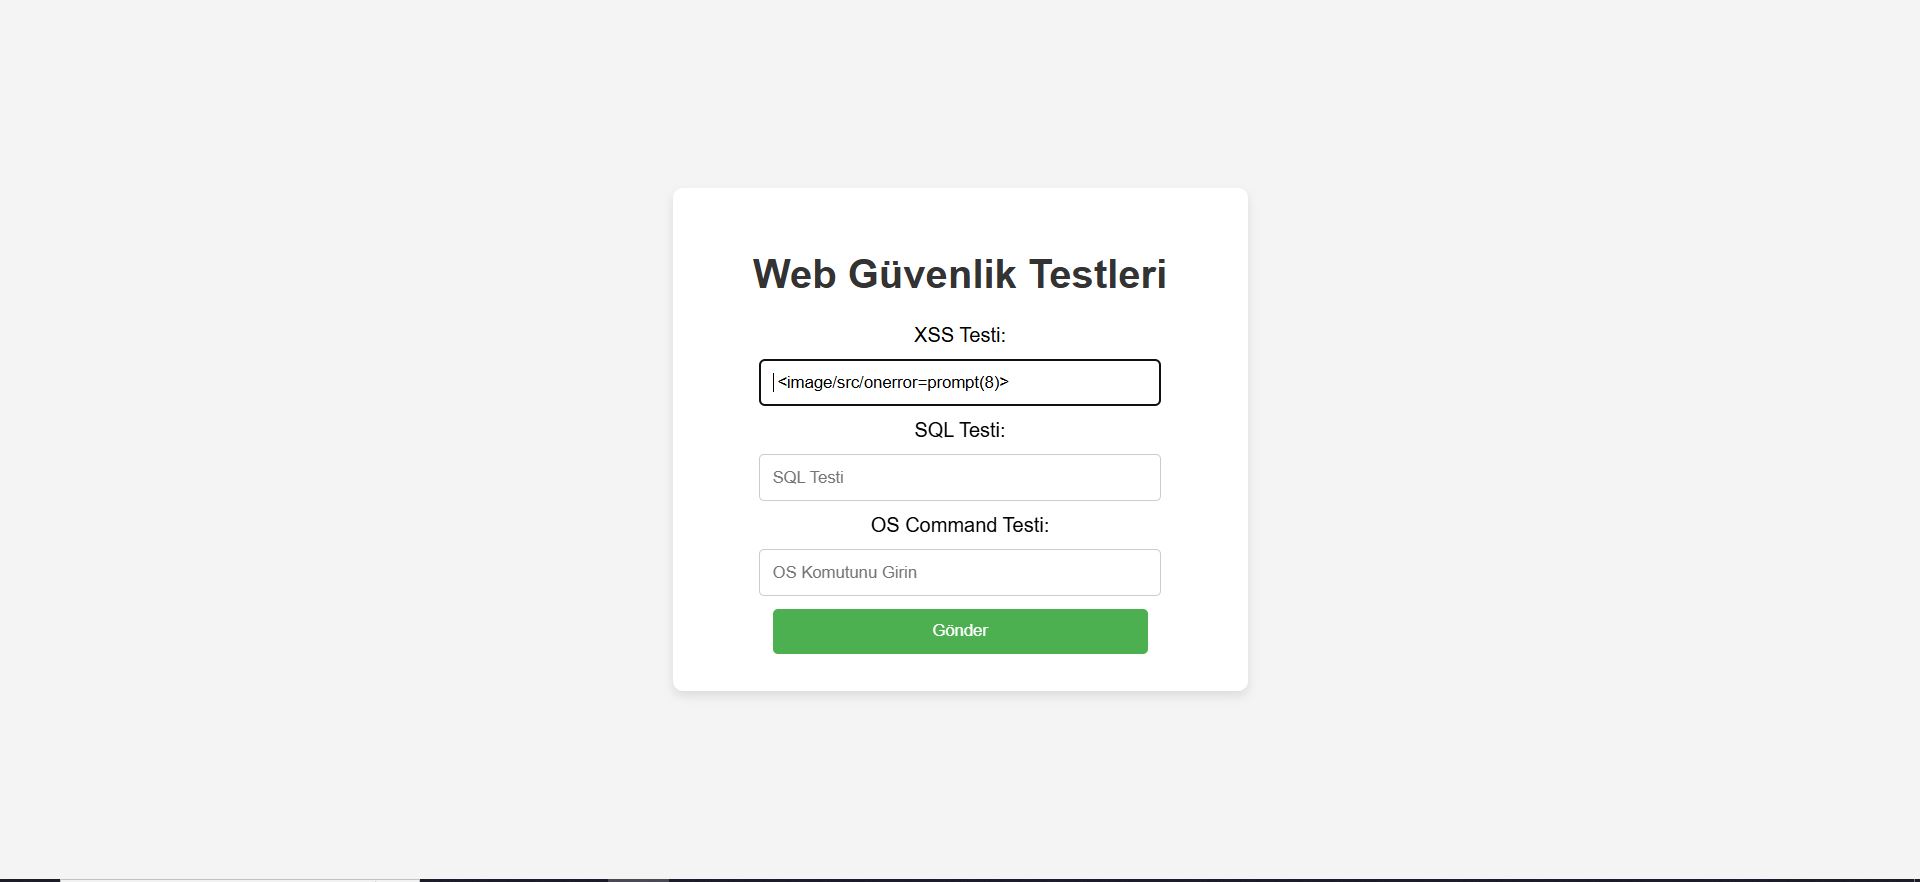 Web Güvenlik Testleri
XSS Testi:
<image/src/onerror=prompt(8)>
SQL Testi:
SQL Testi
OS Command Testi:
OS Komutunu Girin
Gönder